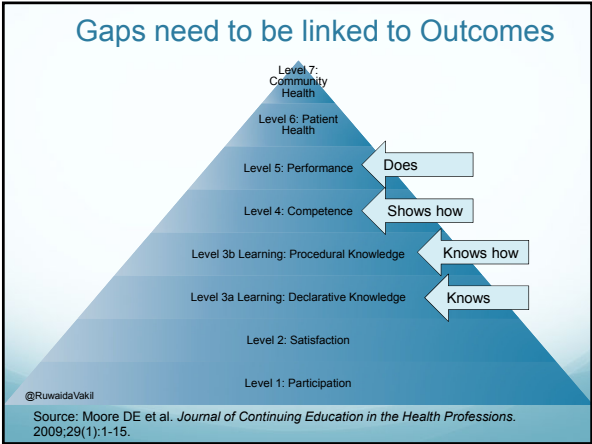 Gaps need to be linked to Outcomes
Level 7:
Community
Health
Level 6: Patient
Health
Level 5: Performance
Does
Level 4: Competence
Shows how
Level 3b Learning: Procedural Knowledge
Knows how
Level 3a Learning: Declarative Knowledge
Knows
Level 2: Satisfaction
Level 1: Participation
@RuwaidaVakil
Source: Moore DE et al. Journal of Continuing Education in the Health Professions.
2009;29(1):1-15.